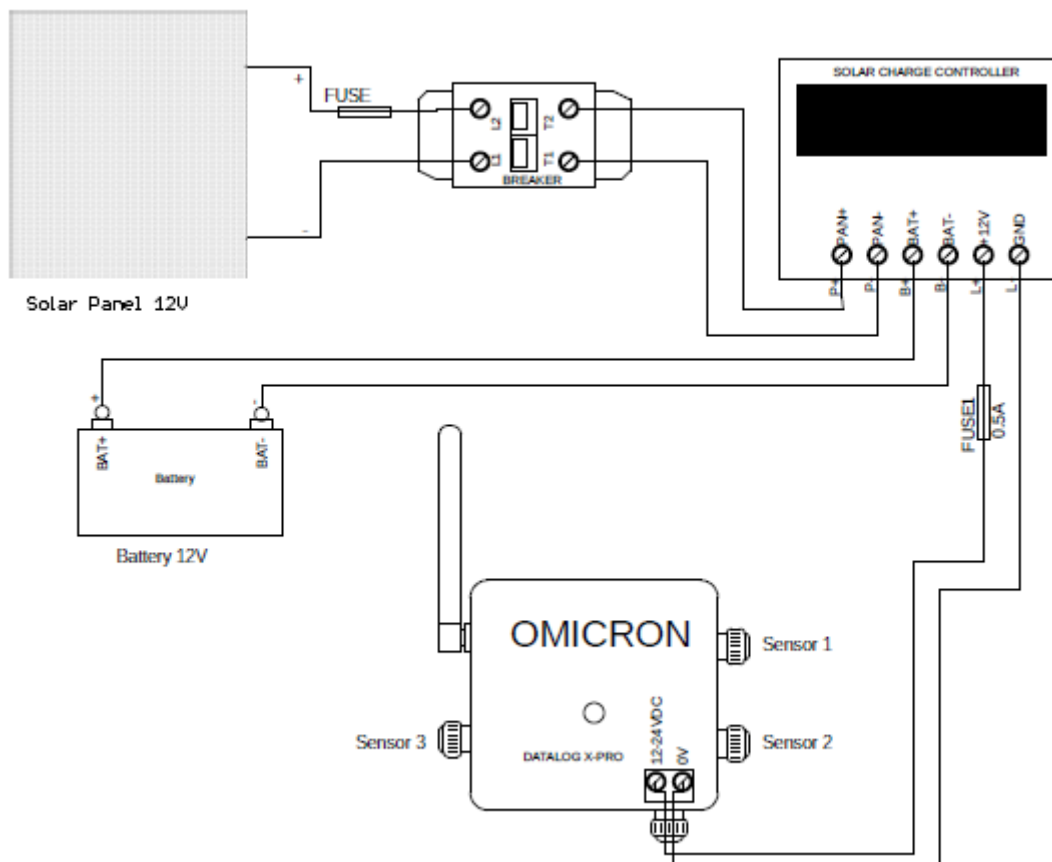 SOLAR CHARGE CONTROLLER
+
FUSE
L2
T2
L1
T1
BREAKER
-
PAN+
PAN-
BAT+
BAT-
+12V
GND
P+
P-
B+
B-
L+
L-
Solar Panel 12V
+
-
BAT+
BAT-
Battery
Battery 12V
FUSE1
0.5A
OMICRON
Sensor 1
Sensor 3
Sensor 2
DATALOG X-PRO
12-24VDC
0V